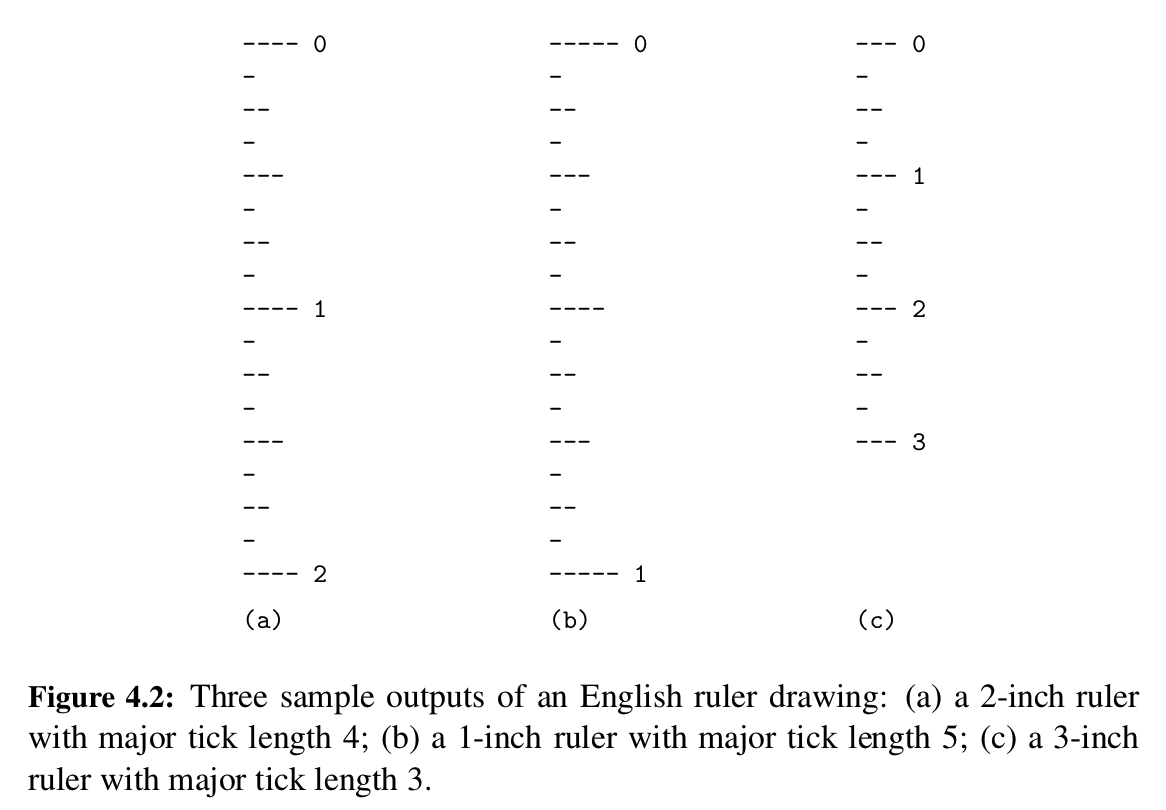 ---- 0 ----- 0 --- 0
- - -
-- -- --
- - -
--- --- --- 1
- - -
-- -- --
- - -
---- 1 ---- --- 2
- - -
-- -- --
- - -
--- --- --- 3
- -
-- --
- -
---- 2 ----- 1
(a) (b) (c)
Figure 4.2: Three sample outputs of an English ruler drawing: (a) a 2-inch ruler
with major tick length 4; (b) a 1-inch ruler with major tick length 5; (c) a 3-inch
ruler with major tick length 3.